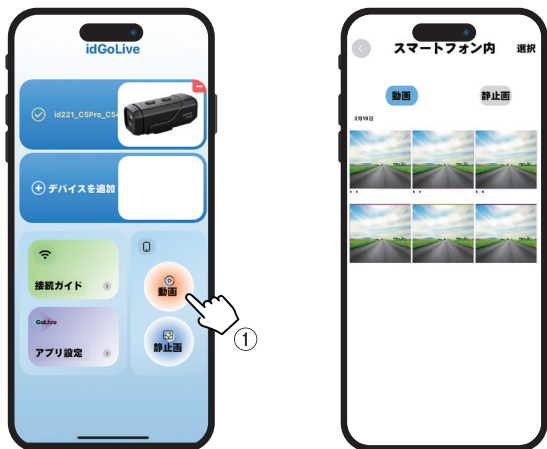 idGoLive
id221_C5Pro_C54
デバイスを追加
接続ガイド
GoLive
アプリ設定
動画
静止画
①
スマートフォン内
選択
動画
静止画
2月19日